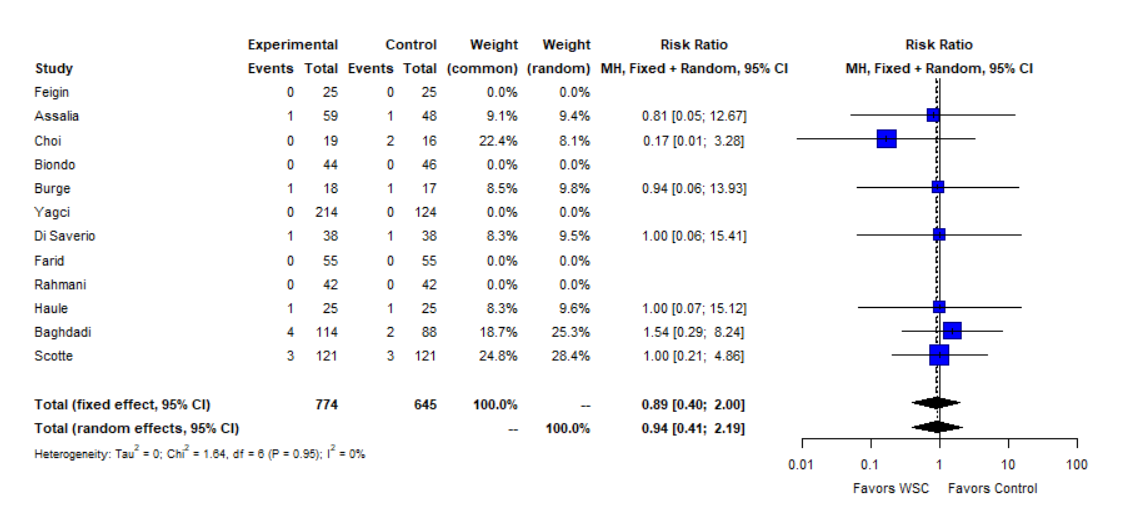 Experimental Control Weight Weight Risk Ratio Risk Ratio
Study Events Total Events Total (common) (random) MH, Fixed + Random, 95% CI MH, Fixed + Random, 95% CI
Feigin 0 25 0 25 0.0% 0.0%
Assalia 1 59 1 48 9.1% 9.4% 0.81 [0.05; 12.67]
Choi 0 19 2 16 22.4% 8.1% 0.17 [0.01; 3.28]
Biondo 0 44 0 46 0.0% 0.0%
Burge 1 18 1 17 8.5% 9.8% 0.94 [0.06; 13.93]
Yagci 0 214 0 124 0.0% 0.0%
Di Saverio 1 38 1 38 8.3% 9.5% 1.00 [0.06; 15.41]
Farid 0 55 0 55 0.0% 0.0%
Rahmani 0 42 0 42 0.0% 0.0%
Haule 1 25 1 25 8.3% 9.6% 1.00 [0.07; 15.12]
Baghdadi 4 114 2 88 18.7% 25.3% 1.54 [0.29; 8.24]
Scotte 3 121 3 121 24.8% 28.4% 1.00 [0.21; 4.86]
Total (fixed effect, 95% CI) 774 645 100.0% -- 0.89 [0.40; 2.00]
Total (random effects, 95% CI) -- 100.0% 0.94 [0.41; 2.19]
Heterogeneity: Tau² = 0; Chi² = 1.64, df = 6 (P = 0.95); I² = 0%
0.01 0.1 1 10 100
Favors WSC Favors Control